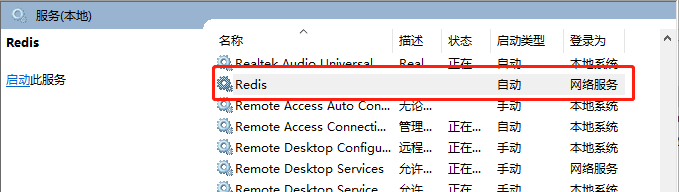 服务(本地)
Redis
启动此服务
名称 描述 状态 启动类型 登录为
Realtek Audio Universal Real... 正在... 自动 本地系统
Redis 自动 网络服务
Remote Access Auto Con... 无论... 手动 本地系统
Remote Access Connecti... 管理... 正在... 自动 本地系统
Remote Desktop Configu... 远程... 正在... 手动 本地系统
Remote Desktop Services 允许... 正在... 手动 网络服务
Remote Desktop Services 允许... 正在... 手动 本地系统